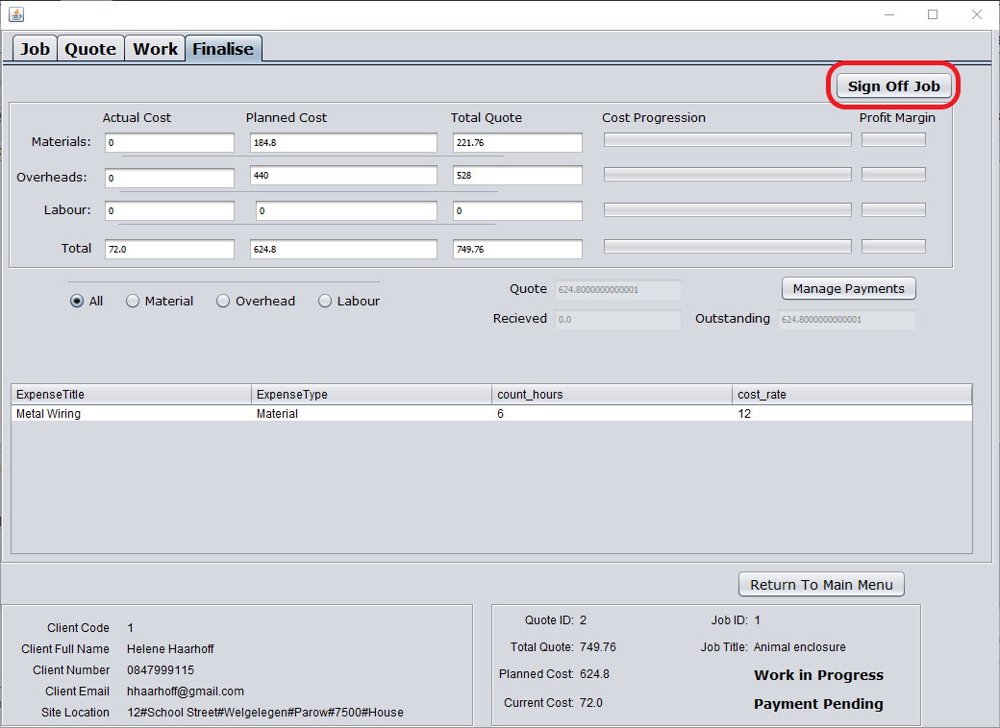 Job Quote Work Finalise
Sign Off Job
Actual Cost Planned Cost Total Quote Cost Progression Profit Margin
Materials: 0 184.8 221.76
Overheads: 0 440 528
Labour: 0 0 0
Total 72.0 624.8 749.76
All Material Overhead Labour
Quote 624.8000000000001 Manage Payments
Recieved 0.0 Outstanding 624.8000000000001
ExpenseTitle ExpenseType count_hours cost_rate
Metal Wiring Material 6 12
Return To Main Menu
Client Code 1
Client Full Name Helene Haarhoff
Client Number 0847999115
Client Email hhaarhoff@gmail.com
Site Location 12#School Street#Welgelegen#Parow#7500#House
Quote ID: 2 Job ID: 1
Total Quote: 749.76 Job Title: Animal enclosure
Planned Cost: 624.8 Work in Progress
Current Cost: 72.0 Payment Pending